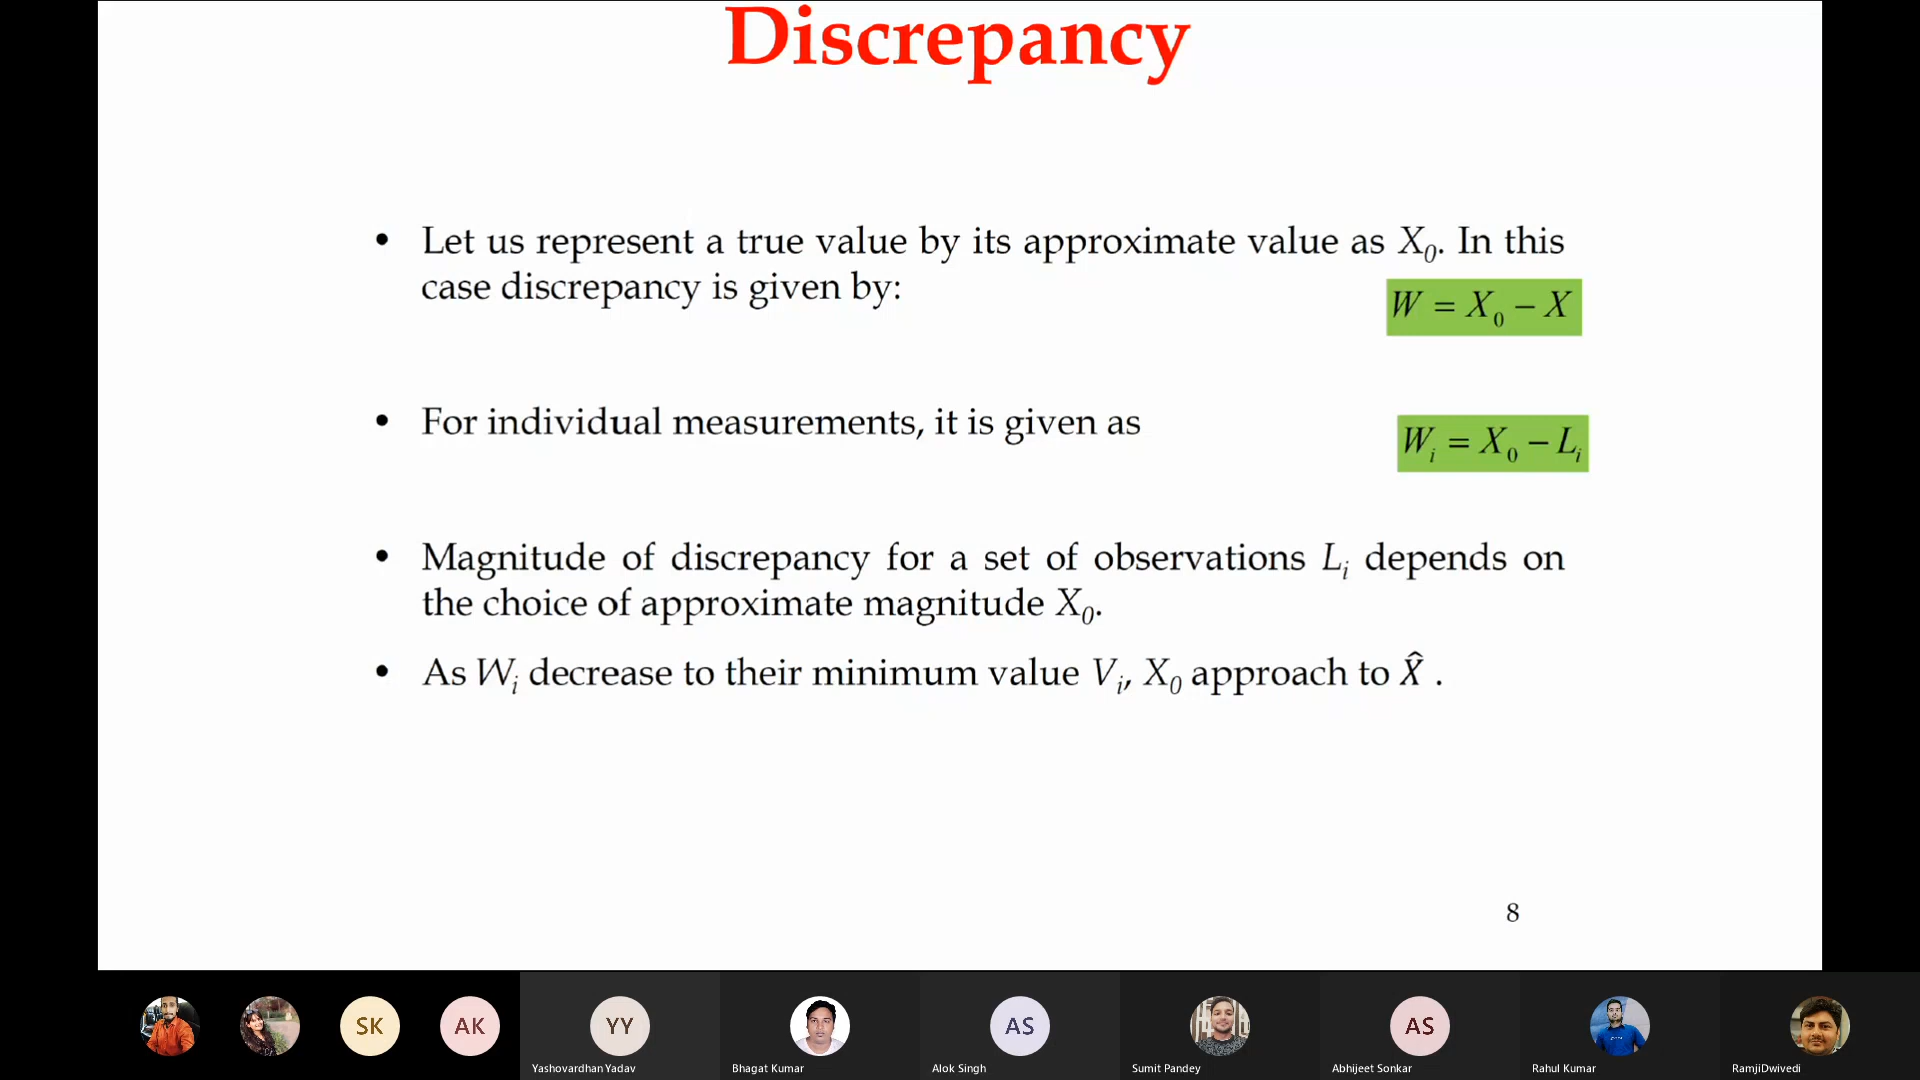 Discrepancy
• Let us represent a true value by its approximate value as X₀. In this
case discrepancy is given by:
W = X₀ − X
• For individual measurements, it is given as
Wᵢ = X₀ − Lᵢ
• Magnitude of discrepancy for a set of observations Lᵢ depends on
the choice of approximate magnitude X₀.
• As Wᵢ decrease to their minimum value Vᵢ, X₀ approach to X̂ .
8
SK
AK
YY
AS
AS
Yashovardhan Yadav
Bhagat Kumar
Alok Singh
Sumit Pandey
Abhijeet Sonkar
Rahul Kumar
RamjiDwivedi